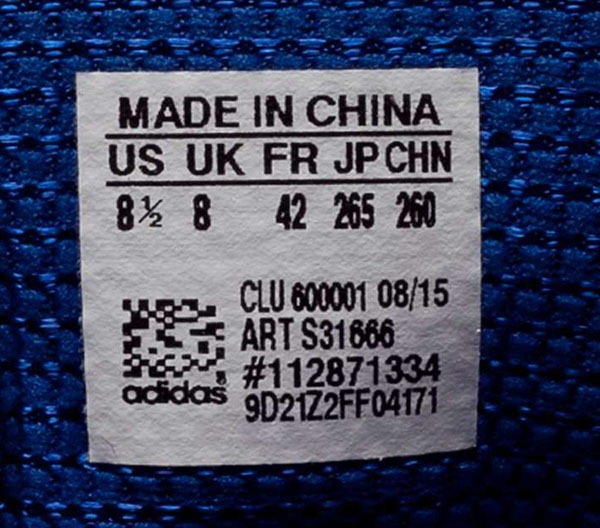 MADE IN CHINA
US UK FR JP CHN
8½ 8 42 265 260
CLU 600001 08/15
ART S31666
#112871334
9D21Z2FF04171
adidas®